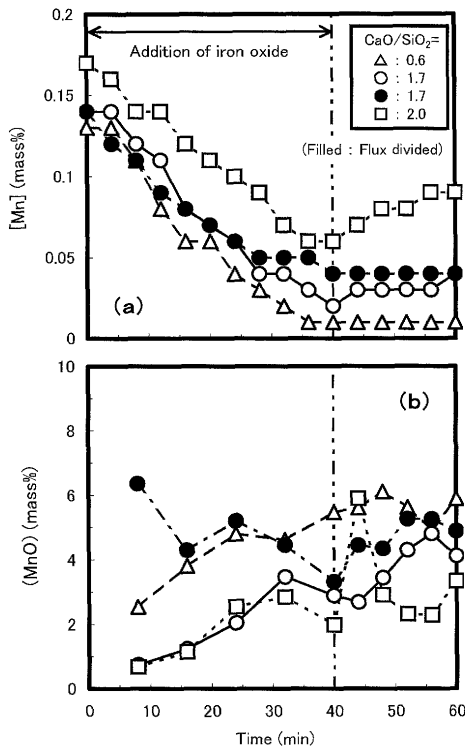 0.2
Addition of iron oxide
CaO/SiO2=
△ : 0.6
○ : 1.7
● : 1.7
□ : 2.0
(Filled : Flux divided)
0.15
0.1
0.05
0
[Mn] (mass%)
(a)
10
8
6
4
2
0
(MnO) (mass%)
(b)
0 10 20 30 40 50 60
Time (min)